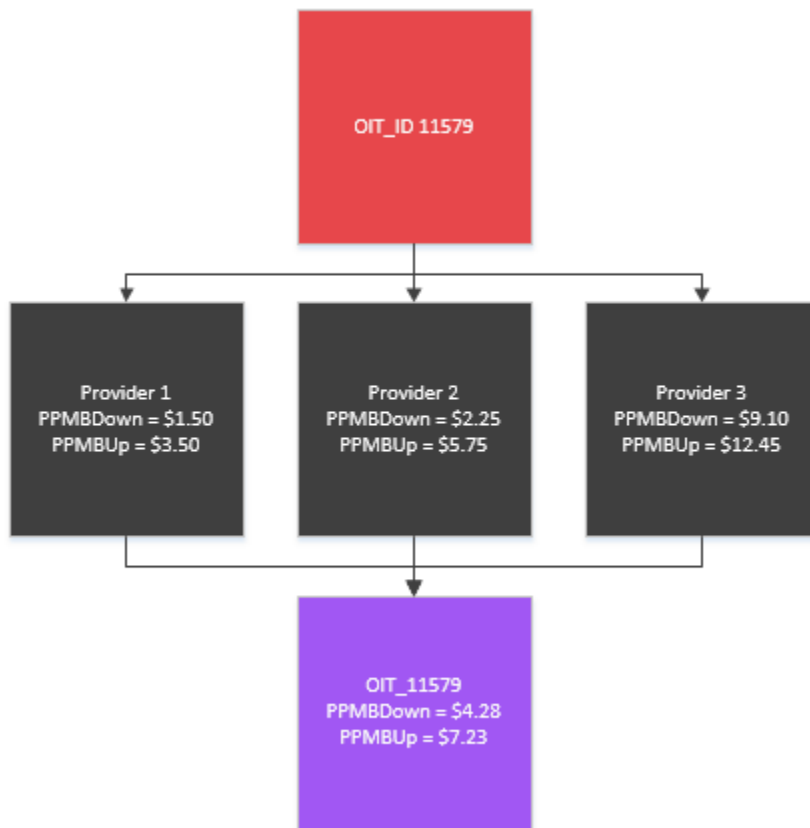 OIT_ID 11579
Provider 1
PPMBDown = $1.50
PPMBUp = $3.50
Provider 2
PPMBDown = $2.25
PPMBUp = $5.75
Provider 3
PPMBDown = $9.10
PPMBUp = $12.45
OIT_11579
PPMBDown = $4.28
PPMBUp = $7.23